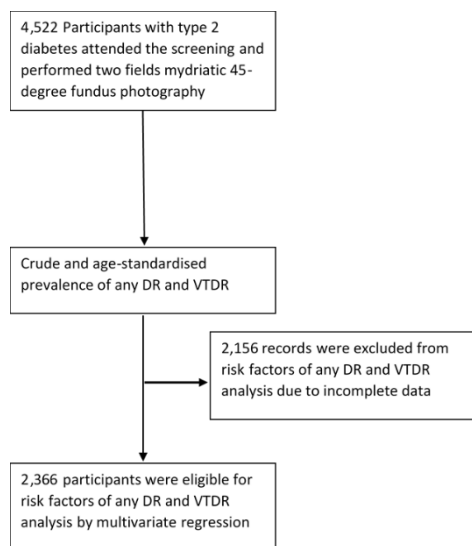 4,522 Participants with type 2
diabetes attended the screening and
performed two fields mydriatic 45-
degree fundus photography
Crude and age-standardised
prevalence of any DR and VTDR
2,156 records were excluded from
risk factors of any DR and VTDR
analysis due to incomplete data
2,366 participants were eligible for
risk factors of any DR and VTDR
analysis by multivariate regression